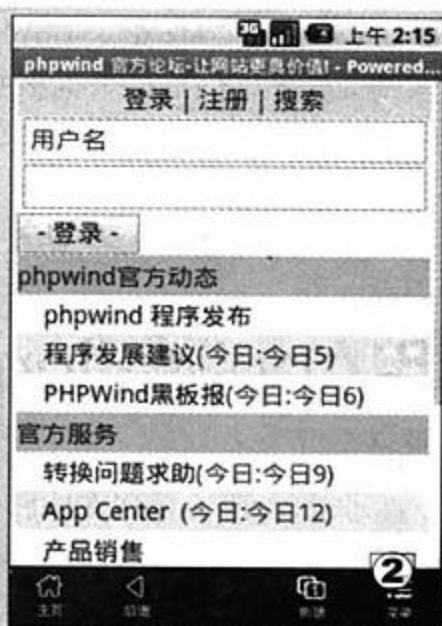 3G 上午 2:15
phpwind 官方论坛-让网站更具价值! - Powered...
登录 | 注册 | 搜索
用户名
- 登录 -
phpwind官方动态
phpwind 程序发布
程序发展建议(今日:今日5)
PHPWind黑板报(今日:今日6)
官方服务
转换问题求助(今日:今日9)
App Center (今日:今日12)
产品销售
2
主页